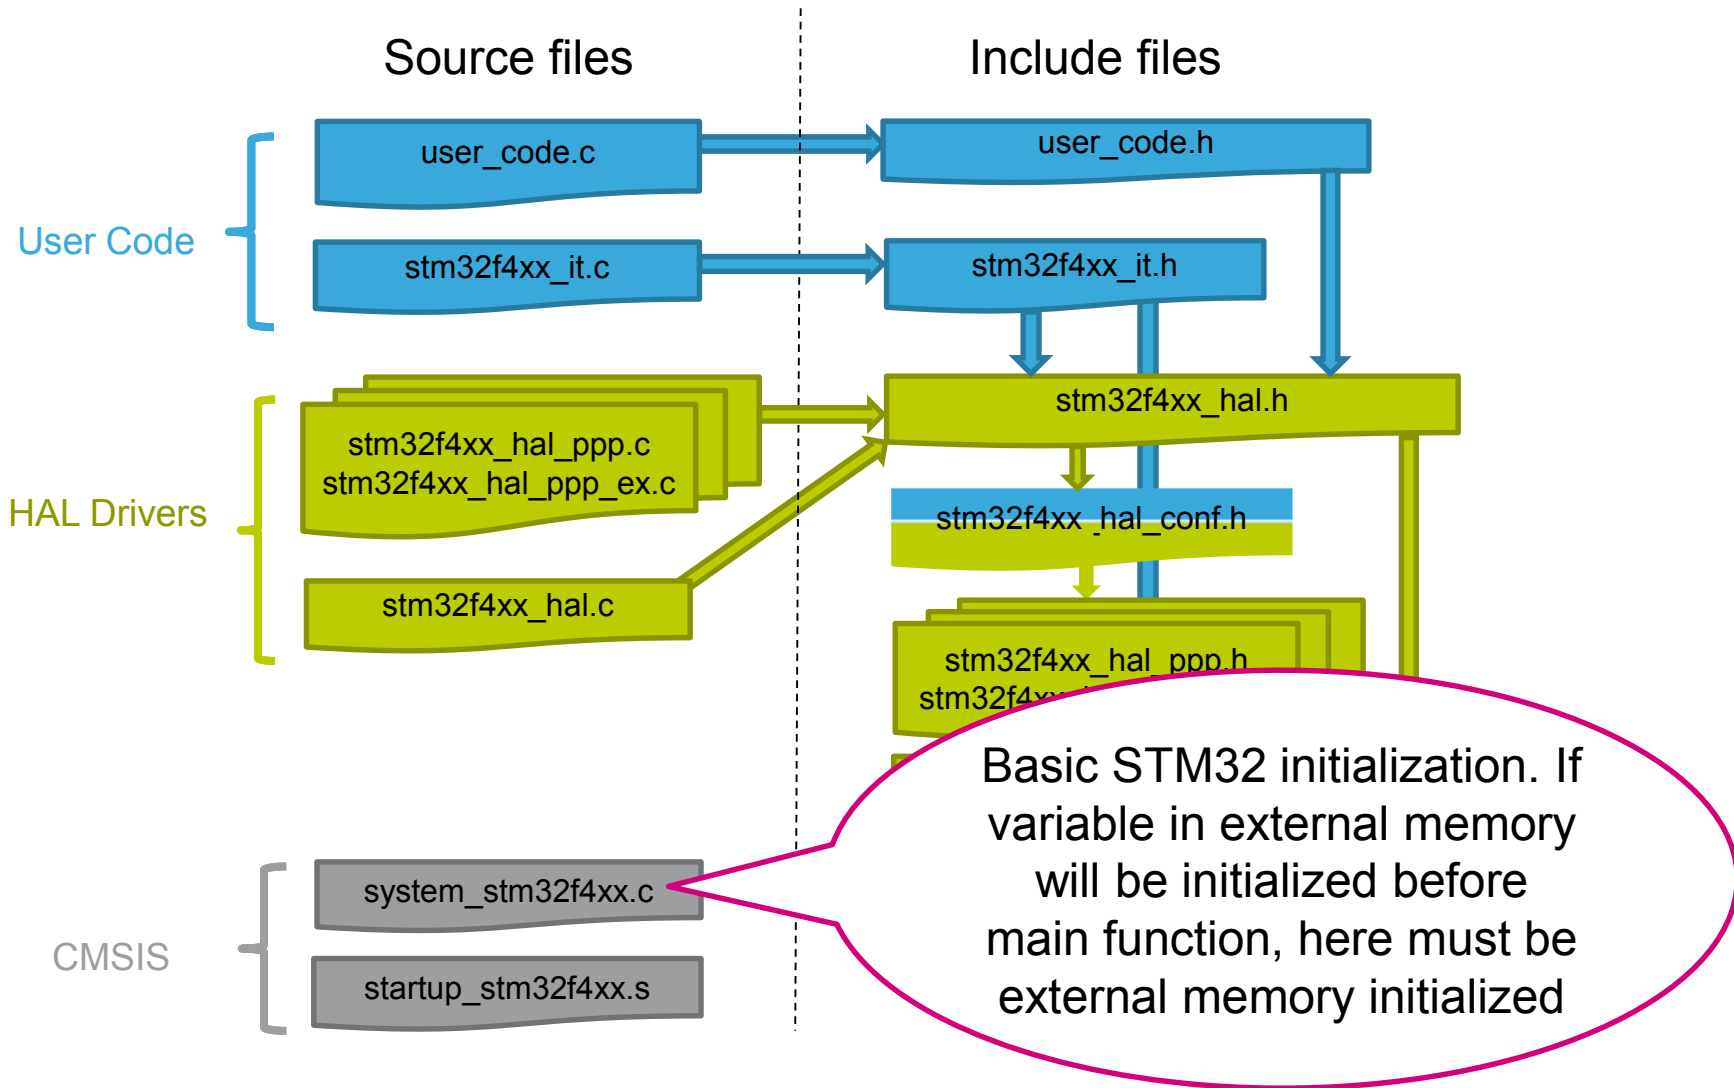 Source files
Include files
User Code
user_code.c
user_code.h
stm32f4xx_it.c
stm32f4xx_it.h
HAL Drivers
stm32f4xx_hal_ppp.c
stm32f4xx_hal_ppp_ex.c
stm32f4xx_hal.h
stm32f4xx_hal_conf.h
stm32f4xx_hal.c
stm32f4xx_hal_ppp.h
CMSIS
system_stm32f4xx.c
startup_stm32f4xx.s
Basic STM32 initialization. If
variable in external memory
will be initialized before
main function, here must be
external memory initialized